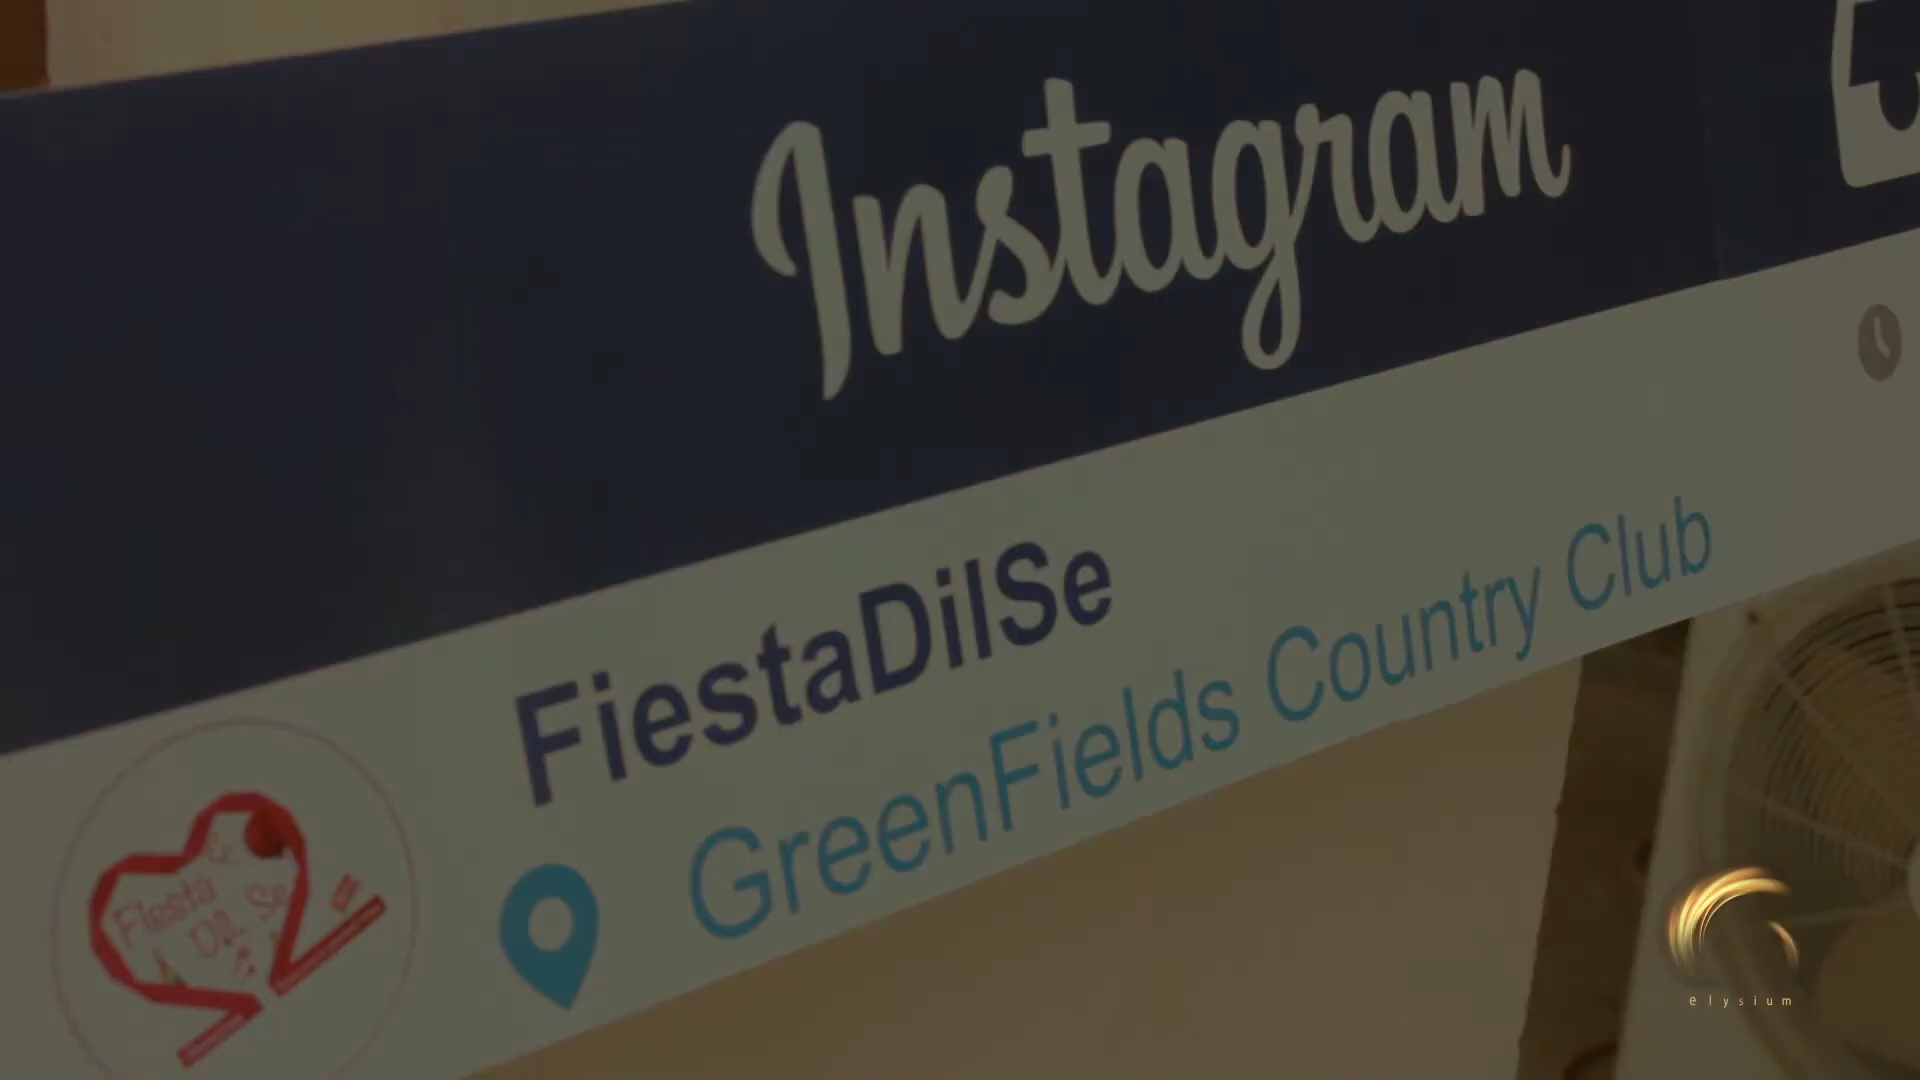 Instagram
FiestaDilSe
GreenFields Country Club
Fiesta
Dil Se
elysium